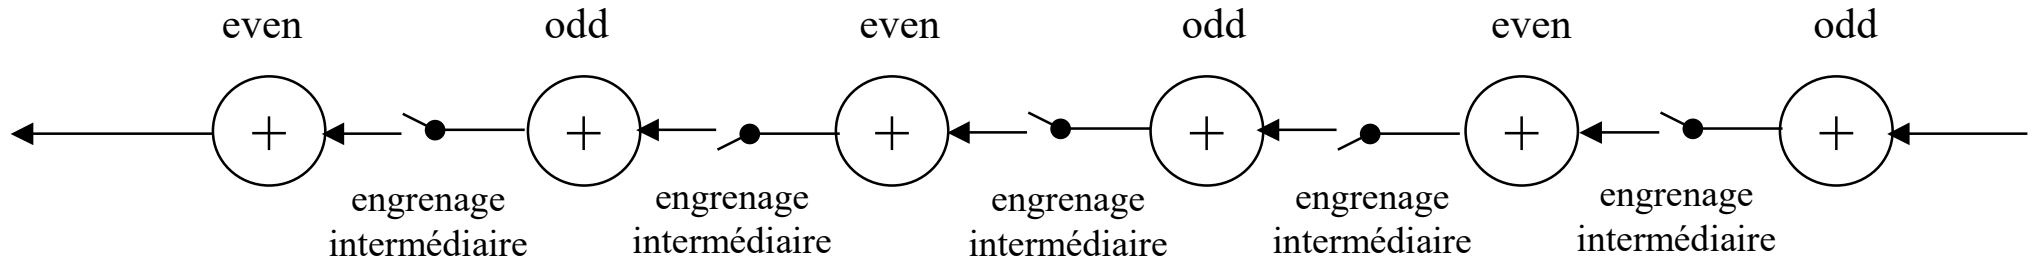 even odd even odd even odd
+ + + + + +
engrenage engrenage engrenage engrenage engrenage
intermédiaire intermédiaire intermédiaire intermédiaire intermédiaire